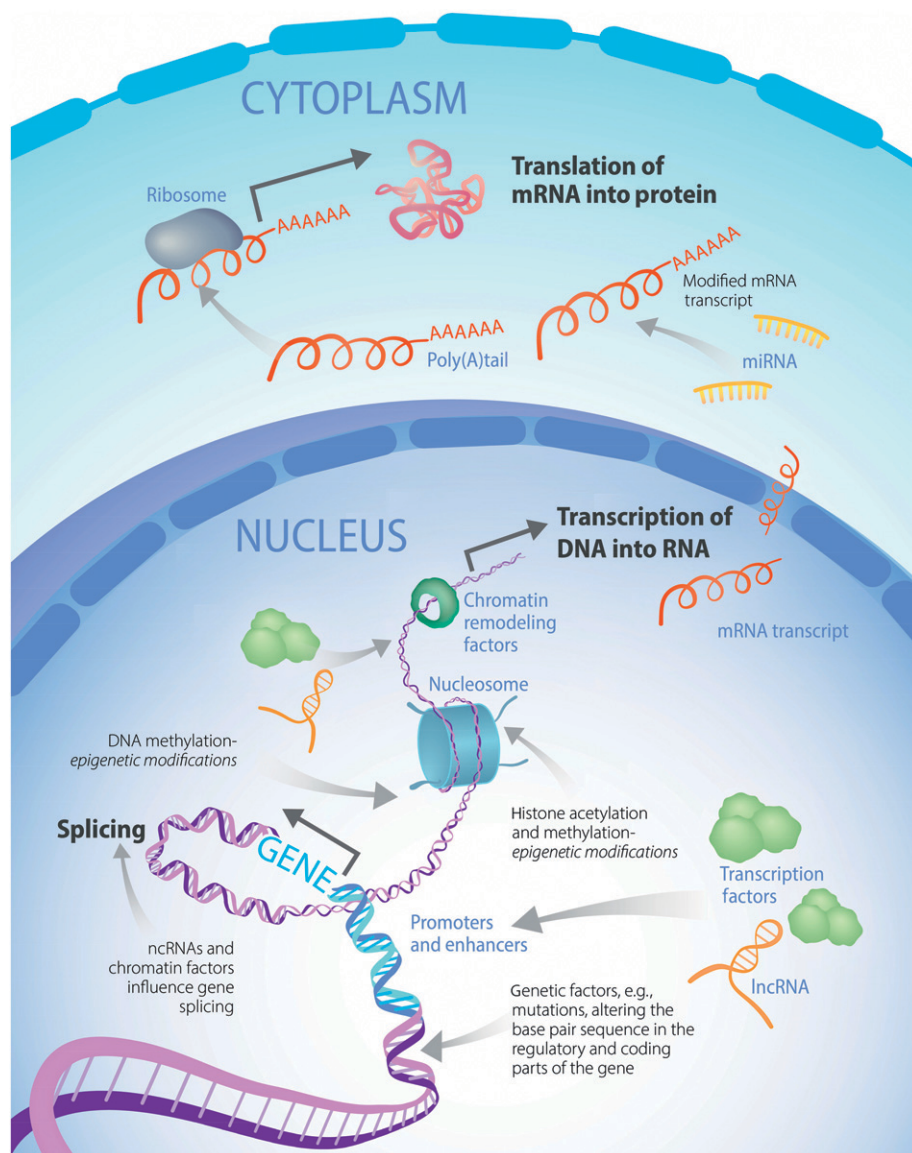 CYTOPLASM
Translation of
mRNA into protein
Ribosome
AAAAAA
AAAAAA
Modified mRNA
transcript
AAAAAA
Poly(A)tail
miRNA
NUCLEUS
Transcription of
DNA into RNA
Chromatin
remodeling
factors
mRNA transcript
Nucleosome
DNA methylation-
epigenetic modifications
Histone acetylation
and methylation-
epigenetic modifications
Splicing
GENE
Transcription
factors
Promoters
and enhancers
ncRNAs and
chromatin factors
influence gene
splicing
lncRNA
Genetic factors, e.g.,
mutations, altering the
base pair sequence in the
regulatory and coding
parts of the gene